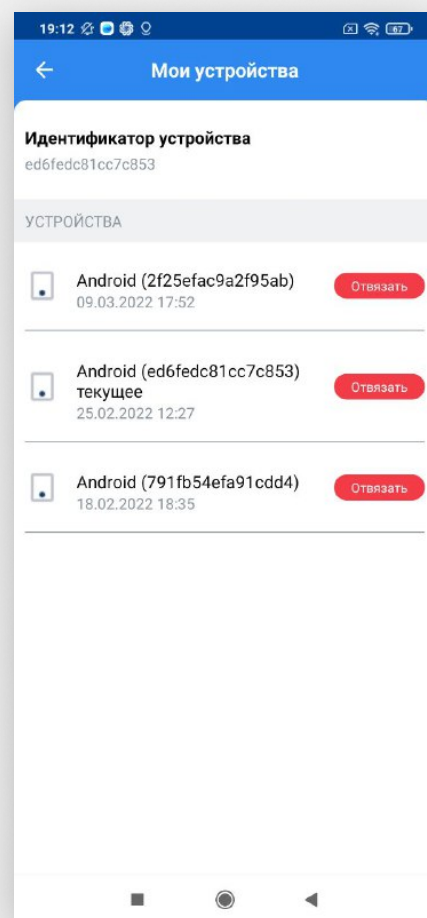 19:12
67
Мои устройства
Идентификатор устройства
ed6fedc81cc7c853
УСТРОЙСТВА
Android (2f25efac9a2f95ab)
Отвязать
09.03.2022 17:52
Android (ed6fedc81cc7c853)
текущее
Отвязать
25.02.2022 12:27
Android (791fb54efa91cdd4)
Отвязать
18.02.2022 18:35